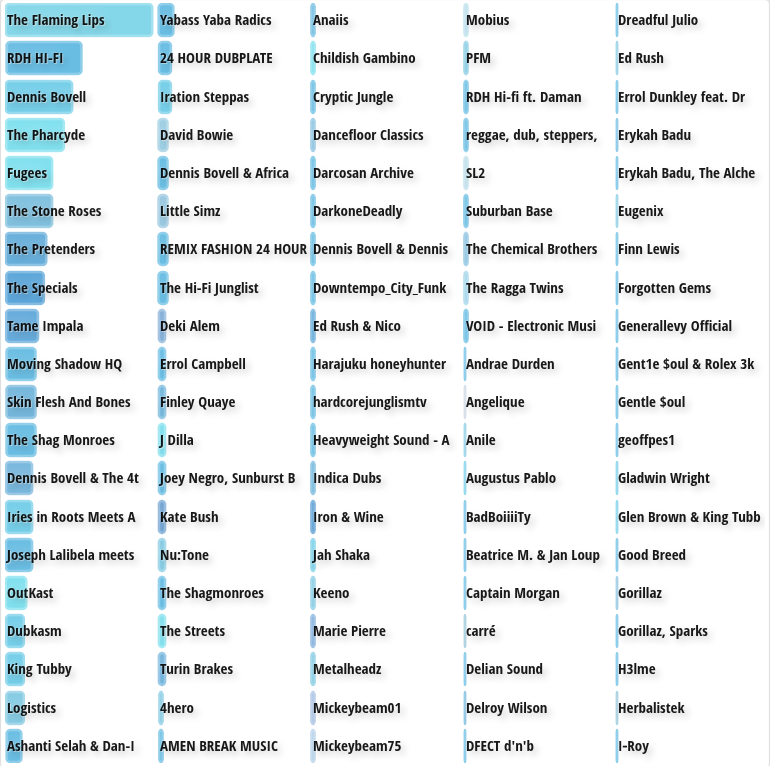 The Flaming Lips
RDH HI-FI
Dennis Bovell
The Pharcyde
Fugees
The Stone Roses
The Pretenders
The Specials
Tame Impala
Moving Shadow HQ
Skin Flesh And Bones
The Shag Monroes
Dennis Bovell & The 4t
Iries in Roots Meets A
Joseph Lalibela meets
OutKast
Dubkasm
King Tubby
Logistics
Ashanti Selah & Dan-I
Yabass Yaba Radics
24 HOUR DUBPLATE
Iration Steppas
David Bowie
Dennis Bovell & Africa
Little Simz
REMIX FASHION 24 HOUR
The Hi-Fi Junglist
Deki Alem
Errol Campbell
Finley Quaye
J Dilla
Joey Negro, Sunburst B
Kate Bush
Nu:Tone
The Shagmonroes
The Streets
Turin Brakes
4hero
AMEN BREAK MUSIC
Anaiis
Childish Gambino
Cryptic Jungle
Dancefloor Classics
Darcosan Archive
DarkoneDeadly
Dennis Bovell & Dennis
Downtempo_City_Funk
Ed Rush & Nico
Harajuku honeyhunter
hardcorejunglismtv
Heavyweight Sound - A
Indica Dubs
Iron & Wine
Jah Shaka
Keeno
Marie Pierre
Metalheadz
Mickeybeam01
Mickeybeam75
Mobius
PFM
RDH Hi-fi ft. Daman
reggae, dub, steppers,
SL2
Suburban Base
The Chemical Brothers
The Ragga Twins
VOID - Electronic Musi
Andrae Durden
Angelique
Anile
Augustus Pablo
BadBoiiiiTy
Beatrice M. & Jan Loup
Captain Morgan
carré
Delian Sound
Delroy Wilson
DFECT d'n'b
Dreadful Julio
Ed Rush
Errol Dunkley feat. Dr
Erykah Badu
Erykah Badu, The Alche
Eugenix
Finn Lewis
Forgotten Gems
Generallevy Official
Gent1e $oul & Rolex 3k
Gentle $oul
geoffpes1
Gladwin Wright
Glen Brown & King Tubb
Good Breed
Gorillaz
Gorillaz, Sparks
H3lme
Herbalistek
I-Roy